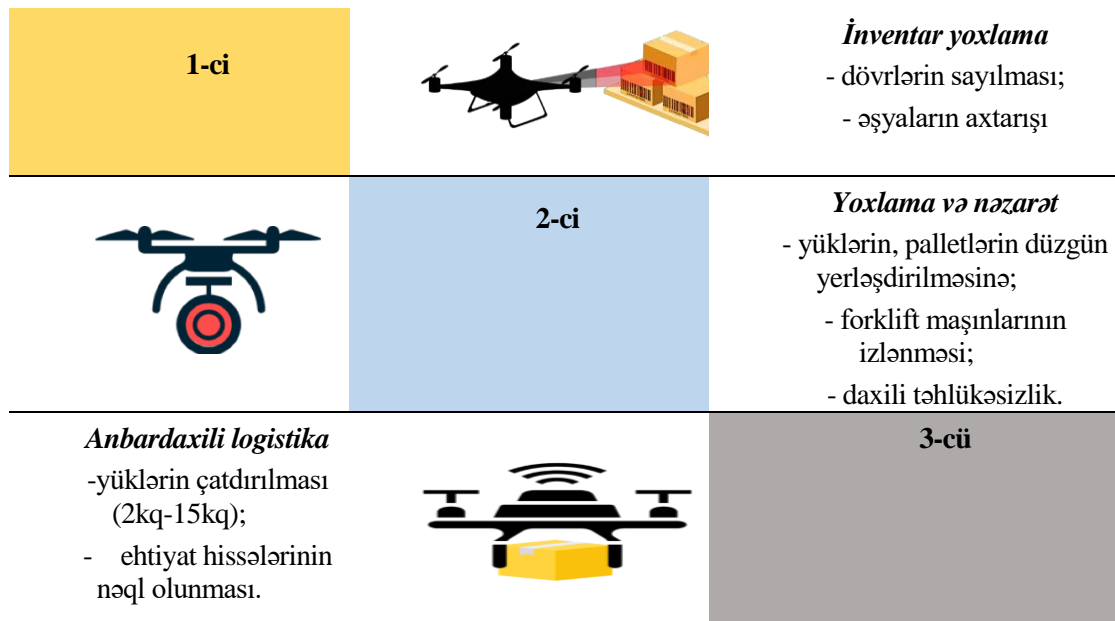 1-ci
İnventar yoxlama
- dövrlərin sayılması;
- əşyaların axtarışı
2-ci
Yoxlama və nəzarət
- yüklərin, palletlərin düzgün
yerləşdirilməsinə;
- forklift maşınlarının
izlənməsi;
- daxili təhlükəsizlik.
Anbardaxili logistika
-yüklərin çatdırılması
(2kq-15kq);
- ehtiyat hissələrinin
nəql olunması.
3-cü